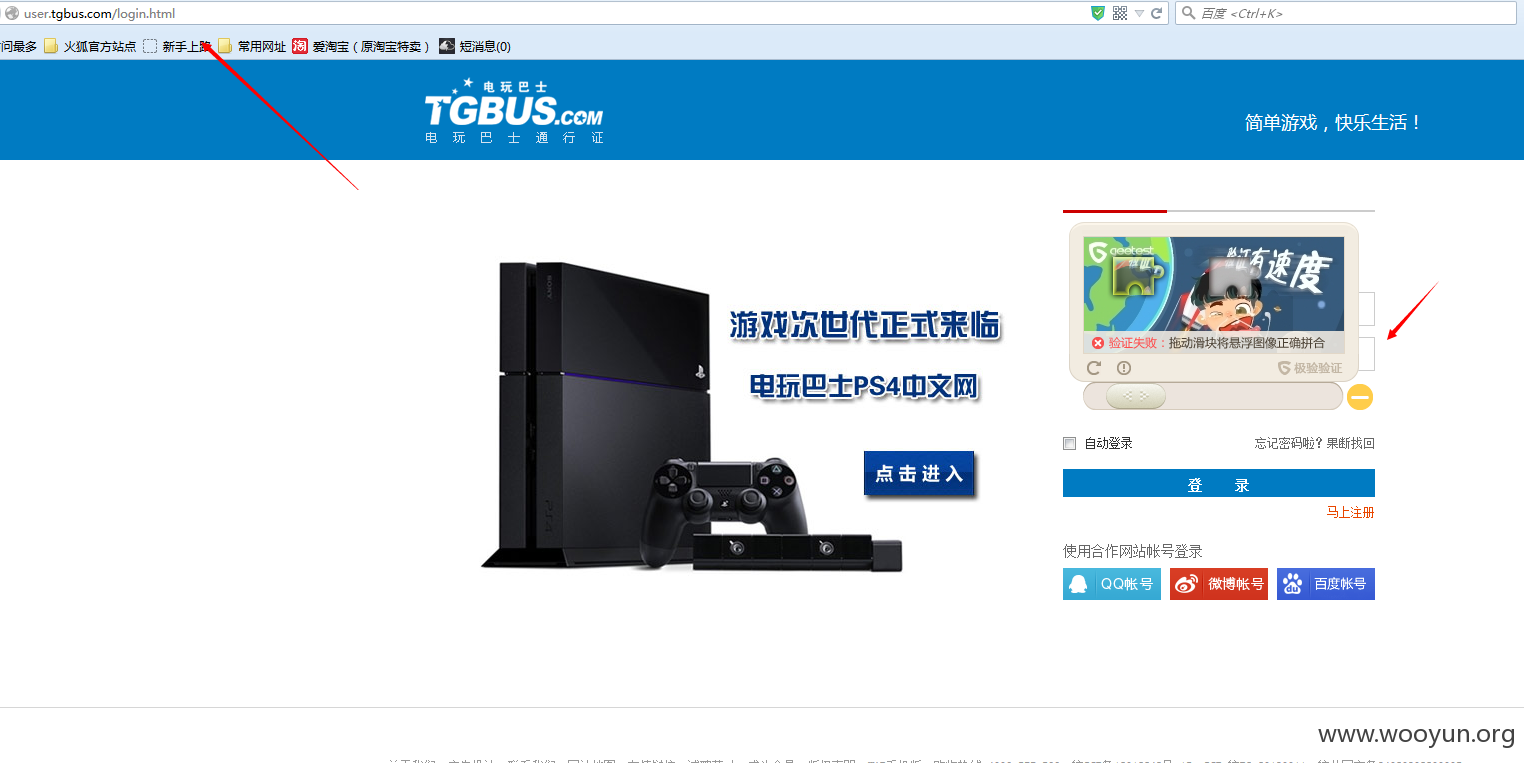 user.tgbus.com/login.html
百度 <Ctrl+K>
问最多 火狐官方站点 新手上路 常用网址 爱淘宝（原淘宝特卖） 短消息(0)
电玩巴士
TGBUS.COM
电玩巴士通行证
简单游戏，快乐生活！
SONY
PS4
游戏次世代正式来临
电玩巴士PS4中文网
点击进入
geetest
有速度
验证失败：拖动滑块将悬浮图像正确拼合
极验验证
自动登录
忘记密码啦？果断找回
登 录
马上注册
使用合作网站帐号登录
QQ帐号 微博帐号 百度帐号
www.wooyun.org